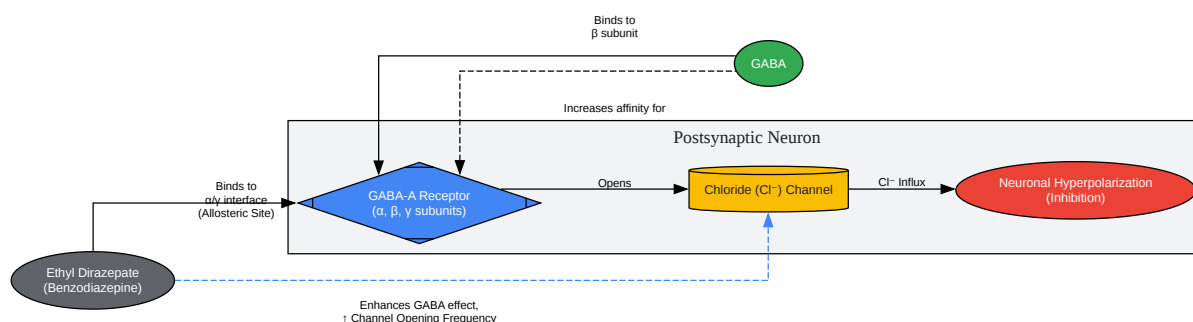 Binds to
β subunit
GABA
Increases affinity for
Postsynaptic Neuron
Binds to
α/γ interface
(Allosteric Site)
GABA-A Receptor
(α, β, γ subunits)
Opens
Chloride (Cl⁻) Channel
Cl⁻ Influx
Neuronal Hyperpolarization
(Inhibition)
Ethyl Dirazepate
(Benzodiazepine)
Enhances GABA effect,
↑ Channel Opening Frequency